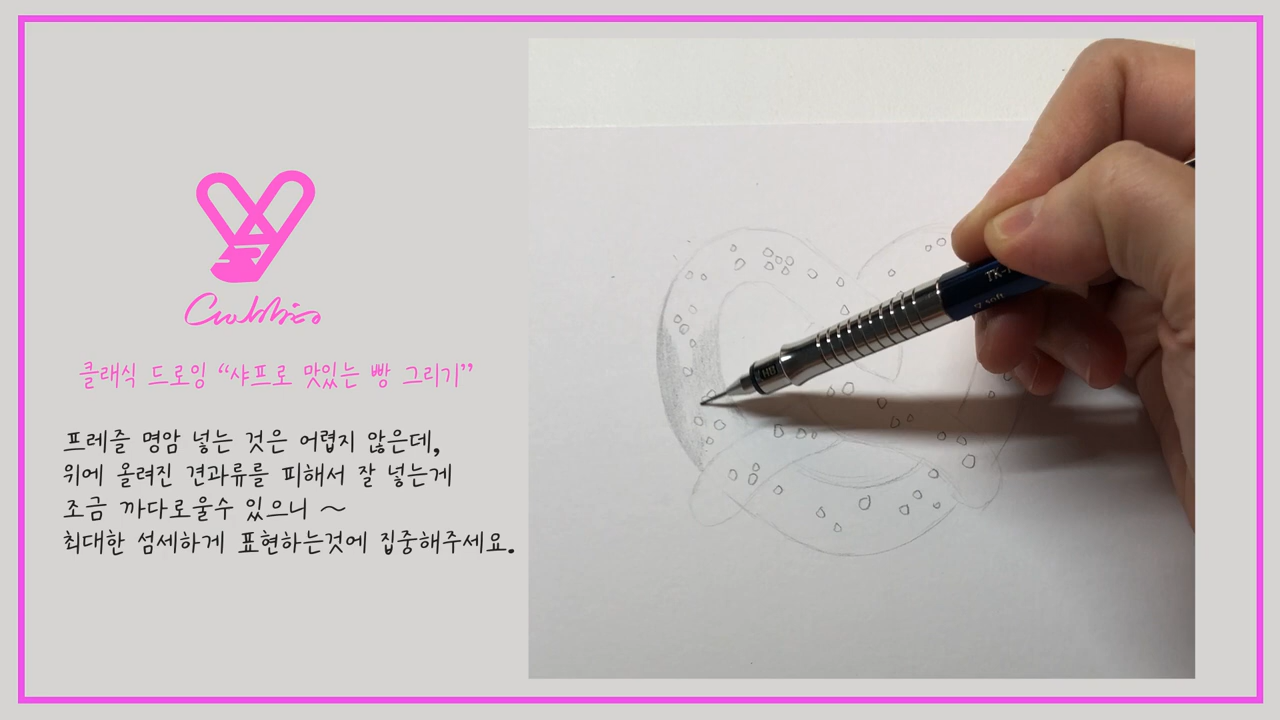 Crabbico
클래식 드로잉 “샤프로 맛있는 빵 그리기”
프레즐 명암 넣는 것은 어렵지 않은데,
위에 올려진 견과류를 피해서 잘 넣는게
조금 까다로울수 있으니 ~
최대한 섬세하게 표현하는것에 집중해주세요.
HB
soft